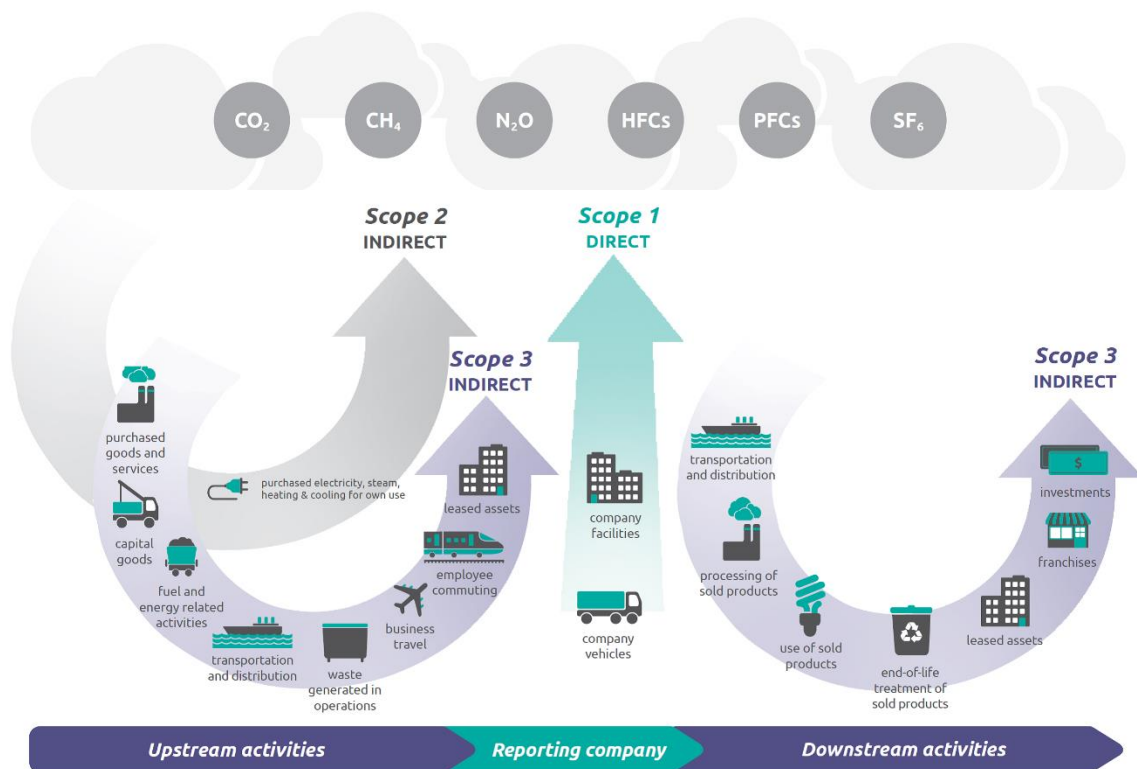 CO₂
CH₄
N₂O
HFCs
PFCs
SF₆
Scope 2
INDIRECT
Scope 1
DIRECT
Scope 3
INDIRECT
Scope 3
INDIRECT
purchased
goods and
services
capital
goods
fuel and
energy related
activities
transportation
and distribution
waste
generated in
operations
business
travel
employee
commuting
leased assets
purchased electricity, steam,
heating & cooling for own use
company
facilities
company
vehicles
transportation
and distribution
processing of
sold products
use of sold
products
end-of-life
treatment of
sold products
leased assets
franchises
$
investments
Upstream activities
Reporting company
Downstream activities